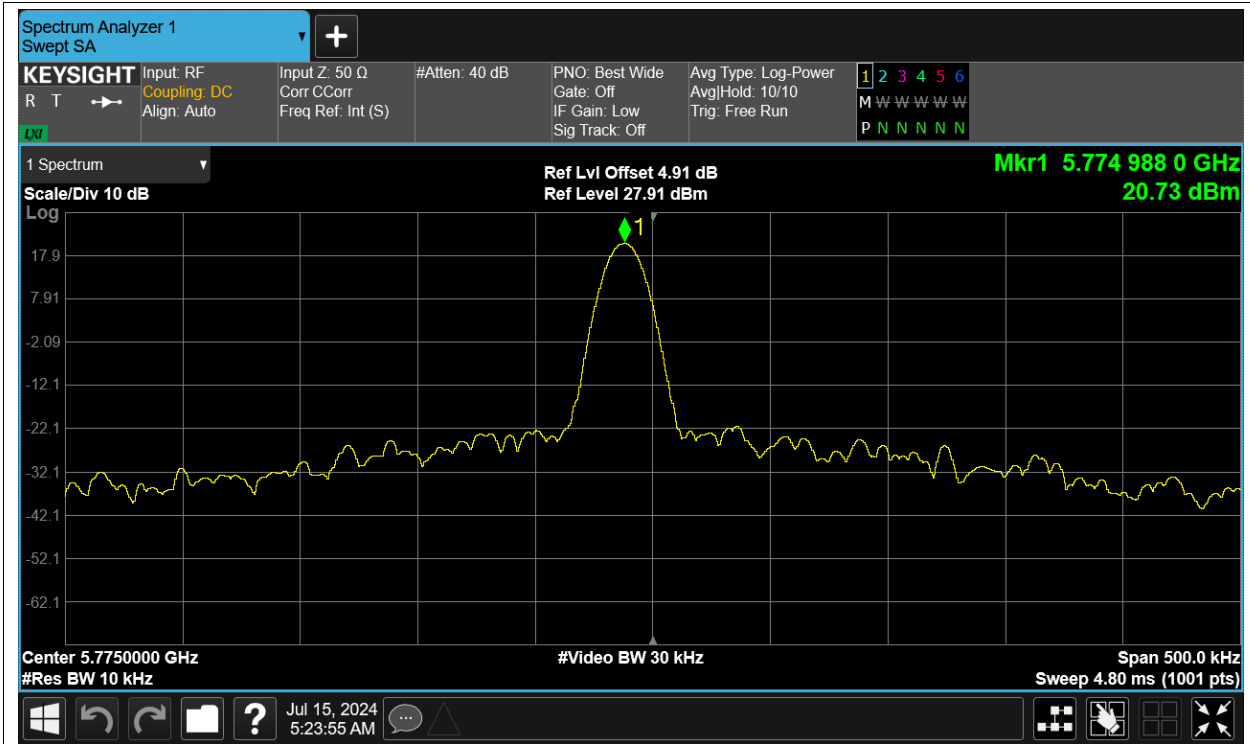 Spectrum Analyzer 1
Swept SA
KEYSIGHT
R T
LXI
Input: RF
Coupling: DC
Align: Auto
Input Z: 50 Ω
Corr CCorr
Freq Ref: Int (S)
#Atten: 40 dB
PNO: Best Wide
Gate: Off
IF Gain: Low
Sig Track: Off
Avg Type: Log-Power
Avg|Hold: 10/10
Trig: Free Run
1 2 3 4 5 6
M W W W W W
P N N N N N
1 Spectrum
Scale/Div 10 dB
Log
Ref Lvl Offset 4.91 dB
Ref Level 27.91 dBm
Mkr1 5.774 988 0 GHz
20.73 dBm
1
17.9
7.91
-2.09
-12.1
-22.1
-32.1
-42.1
-52.1
-62.1
Center 5.7750000 GHz
#Video BW 30 kHz
Span 500.0 kHz
#Res BW 10 kHz
Sweep 4.80 ms (1001 pts)
?
Jul 15, 2024
5:23:55 AM